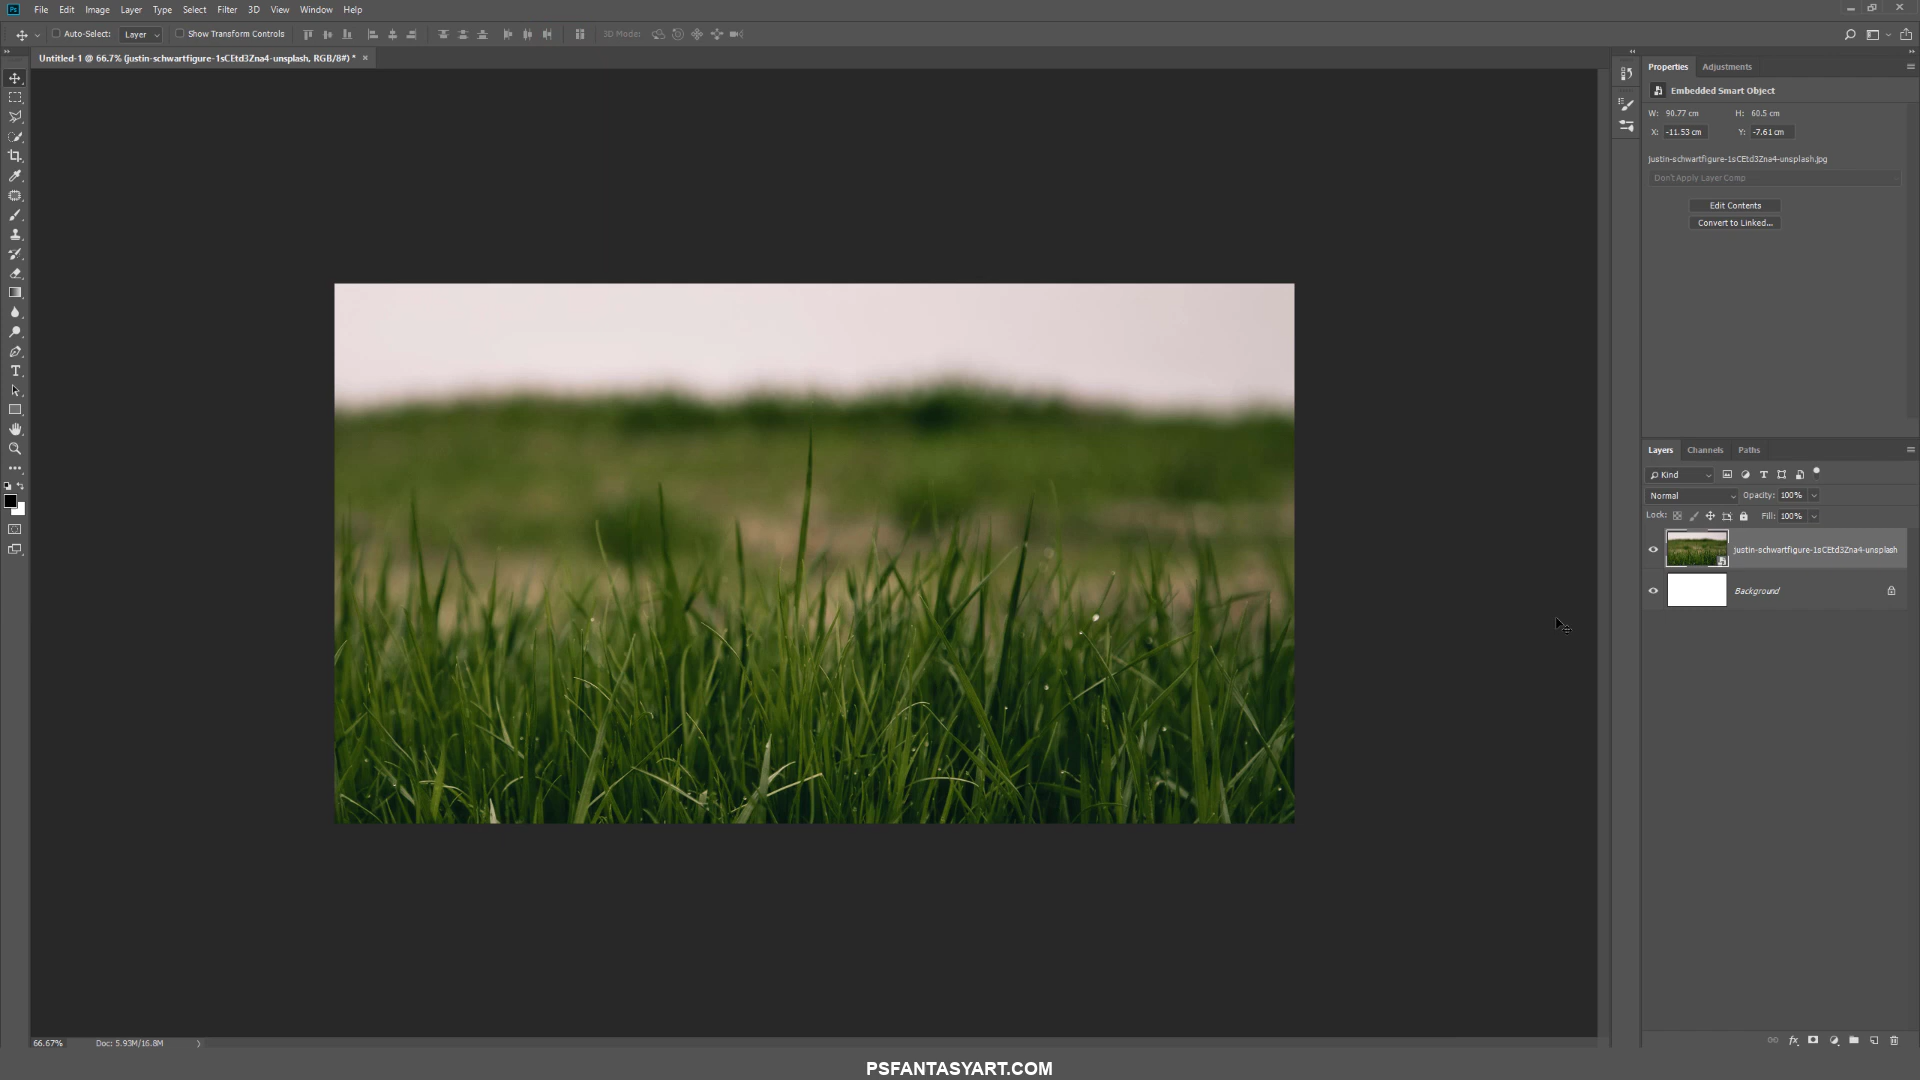 Ps File Edit Image Layer Type Select Filter 3D View Window Help
Auto-Select: Layer Show Transform Controls 3D Mode:
Untitled-1 @ 66.7% (justin-schwartfigure-1sCEtd3Zna4-unsplash, RGB/8#) * ×
Properties Adjustments
Embedded Smart Object
W: 90.77 cm H: 60.5 cm
X: -11.53 cm Y: -7.61 cm
justin-schwartfigure-1sCEtd3Zna4-unsplash.jpg
Don't Apply Layer Comp
Edit Contents
Convert to Linked...
Layers Channels Paths
Kind
Normal Opacity: 100%
Lock: Fill: 100%
justin-schwartfigure-1sCEtd3Zna4-unsplash
Background
66.67% Doc: 5.93M/16.8M
PSFANTASYART.COM